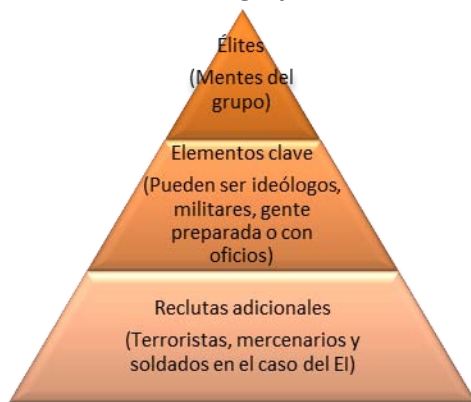 Élites
(Mentes del
grupo)
Elementos clave
(Pueden ser ideólogos,
militares, gente
preparada o con
oficios)
Reclutas adicionales
(Terroristas, mercenarios y
soldados en el caso del EI)